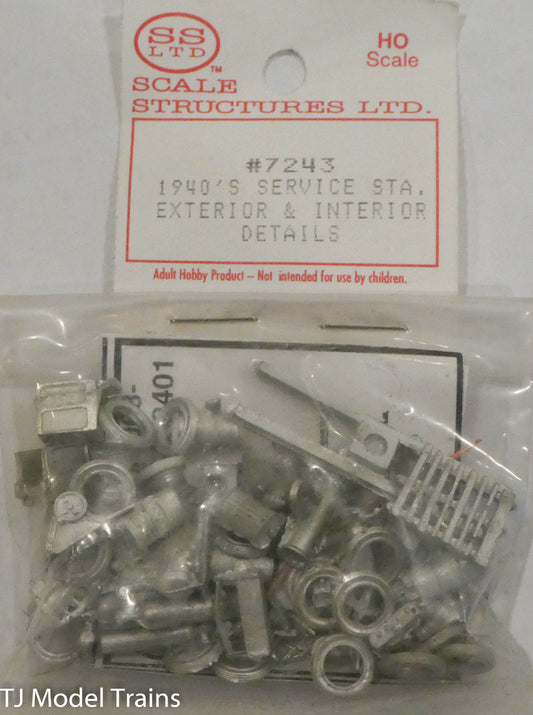 SS
LTD
HO
Scale
™
SCALE
STRUCTURES LTD.
#7243
1940'S SERVICE STA.
EXTERIOR & INTERIOR
DETAILS
Adult Hobby Product – Not intended for use by children.
TJ Model Trains